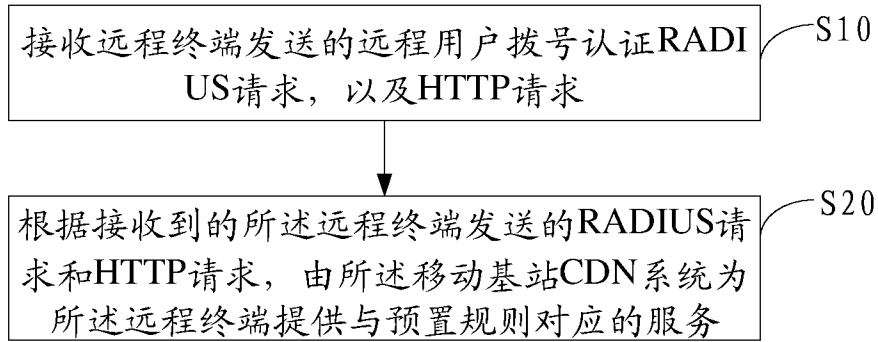 接收远程终端发送的远程用户拨号认证RADI
US请求，以及HTTP请求
S10
根据接收到的所述远程终端发送的RADIUS请
求和HTTP请求，由所述移动基站CDN系统为
所述远程终端提供与预置规则对应的服务
S20